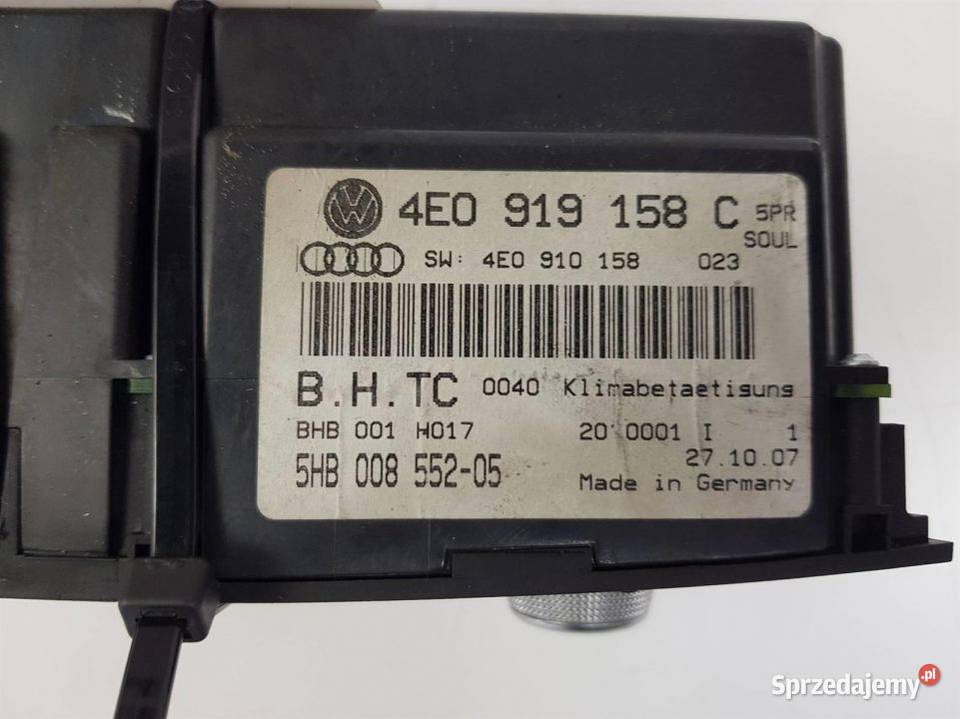 4E0 919 158 C 5PR
SOUL
SW: 4E0 910 158 023
B.H.TC 0040 Klimabetaetisuns
BHB 001 H017 20 0001 I 1
27.10.07
5HB 008 552-05 Made in Germany
Sprzedajemy.pl